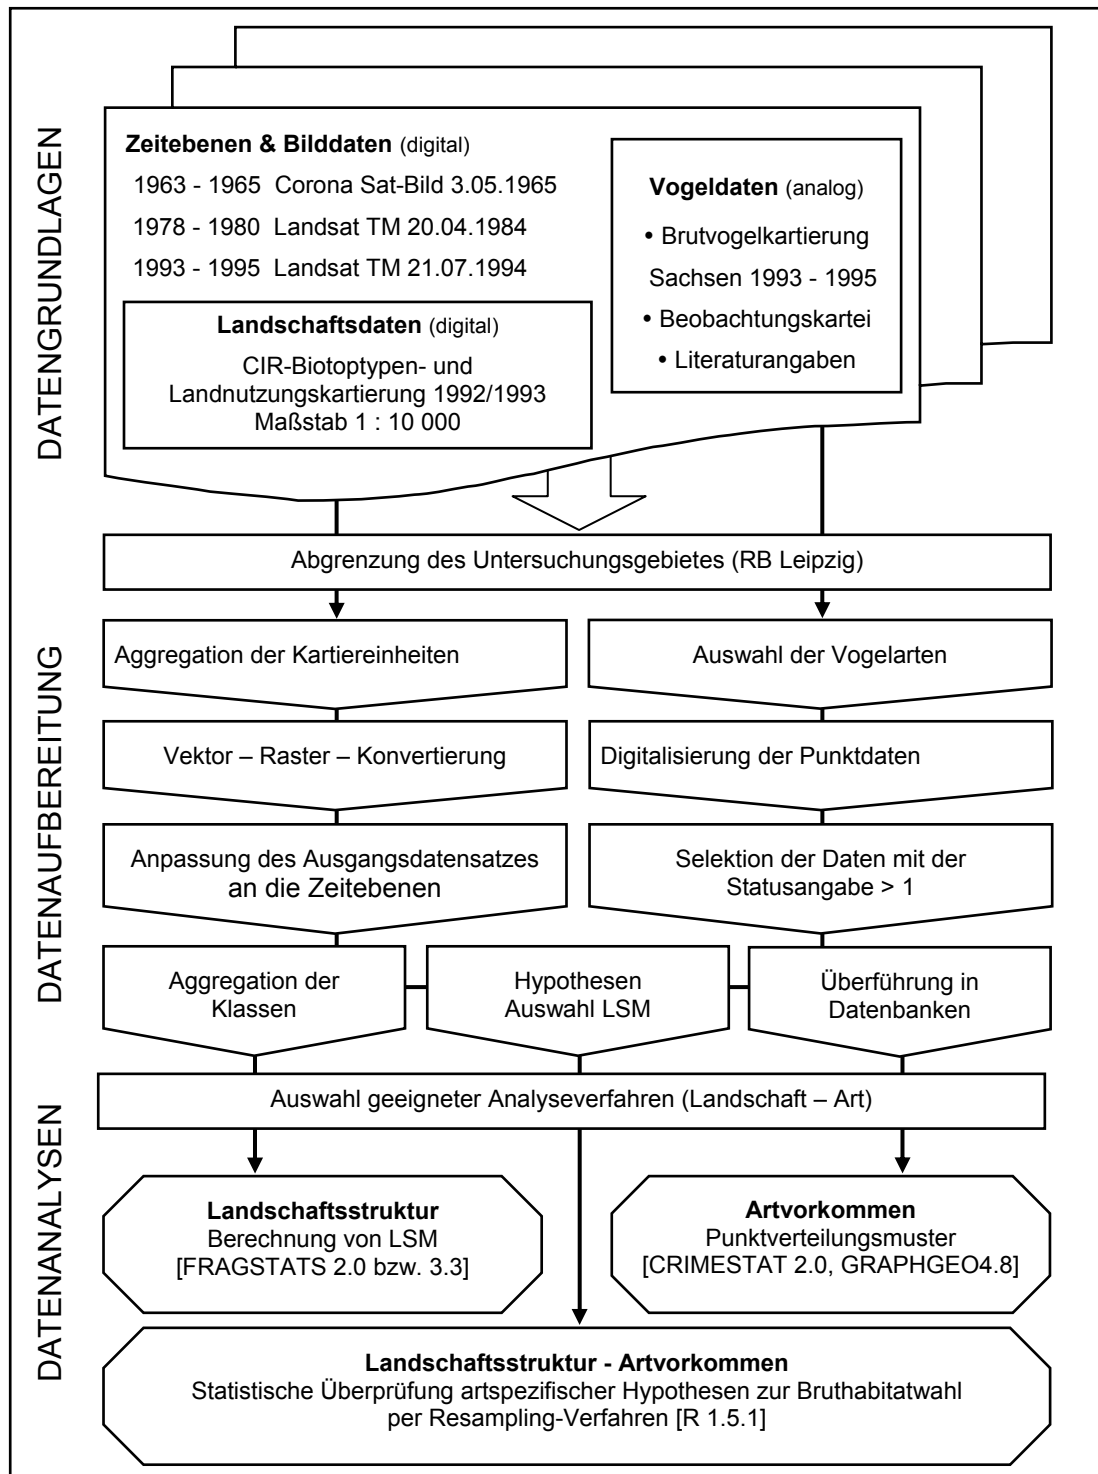 DATENGRUNDLAGEN
Zeitebenen & Bilddaten (digital)
1963 - 1965 Corona Sat-Bild 3.05.1965
1978 - 1980 Landsat TM 20.04.1984
1993 - 1995 Landsat TM 21.07.1994
Landschaftsdaten (digital)
CIR-Biotoptypen- und
Landnutzungskartierung 1992/1993
Maßstab 1 : 10 000
Vogeldaten (analog)
• Brutvogelkartierung
Sachsen 1993 - 1995
• Beobachtungskartei
• Literaturangaben
Abgrenzung des Untersuchungsgebietes (RB Leipzig)
DATENAUFBEREITUNG
Aggregation der Kartiereinheiten
Auswahl der Vogelarten
Vektor – Raster – Konvertierung
Digitalisierung der Punktdaten
Anpassung des Ausgangsdatensatzes
an die Zeitebenen
Selektion der Daten mit der
Statusangabe > 1
Aggregation der
Klassen
Hypothesen
Auswahl LSM
Überführung in
Datenbanken
DATENANALYSEN
Auswahl geeigneter Analyseverfahren (Landschaft – Art)
Landschaftsstruktur
Berechnung von LSM
[FRAGSTATS 2.0 bzw. 3.3]
Artvorkommen
Punktverteilungsmuster
[CRIMESTAT 2.0, GRAPHGEO4.8]
Landschaftsstruktur - Artvorkommen
Statistische Überprüfung artspezifischer Hypothesen zur Bruthabitatwahl
per Resampling-Verfahren [R 1.5.1]